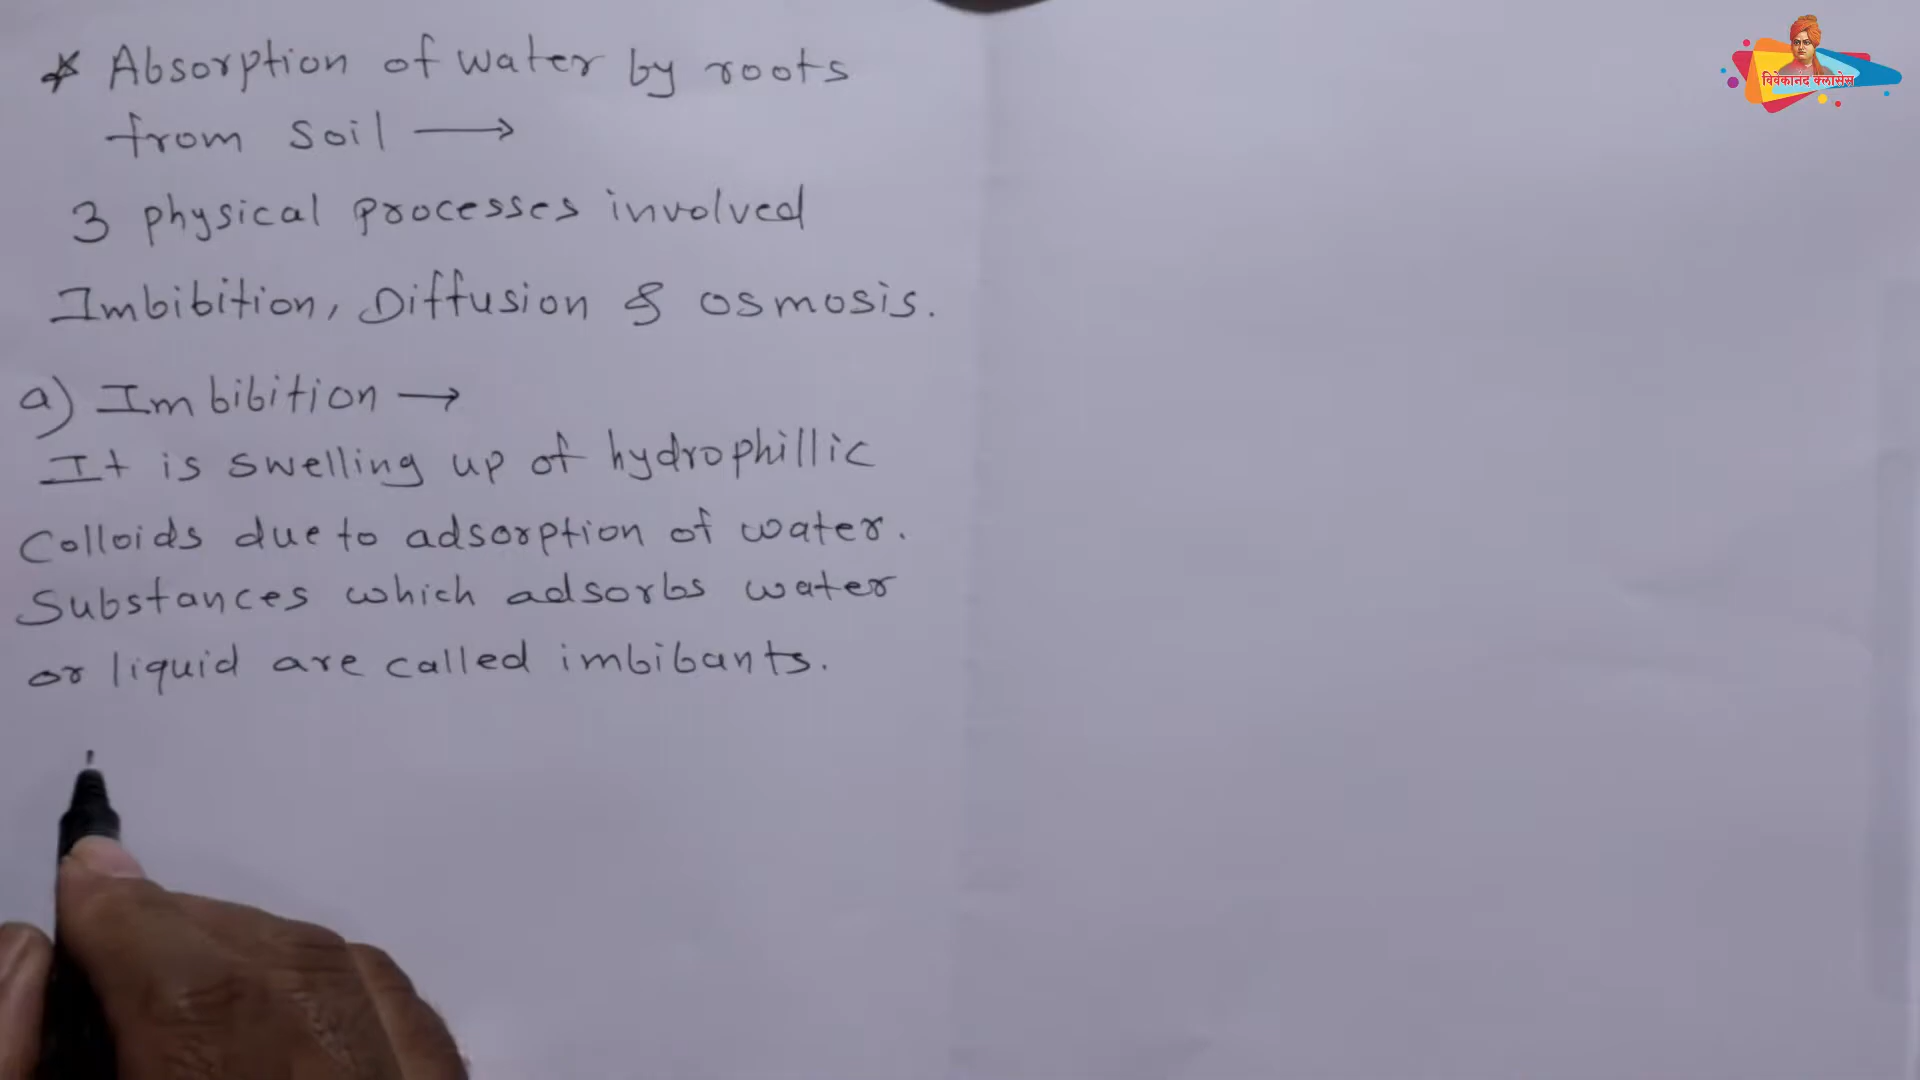 * Absorption of water by roots
from soil →
3 physical processes involved
Imbibition, Diffusion & osmosis.
a) Imbibition →
It is swelling up of hydrophillic
Colloids due to adsorption of water.
Substances which adsorbs water
or liquid are called imbibants.
विवेकानंद क्लासेस